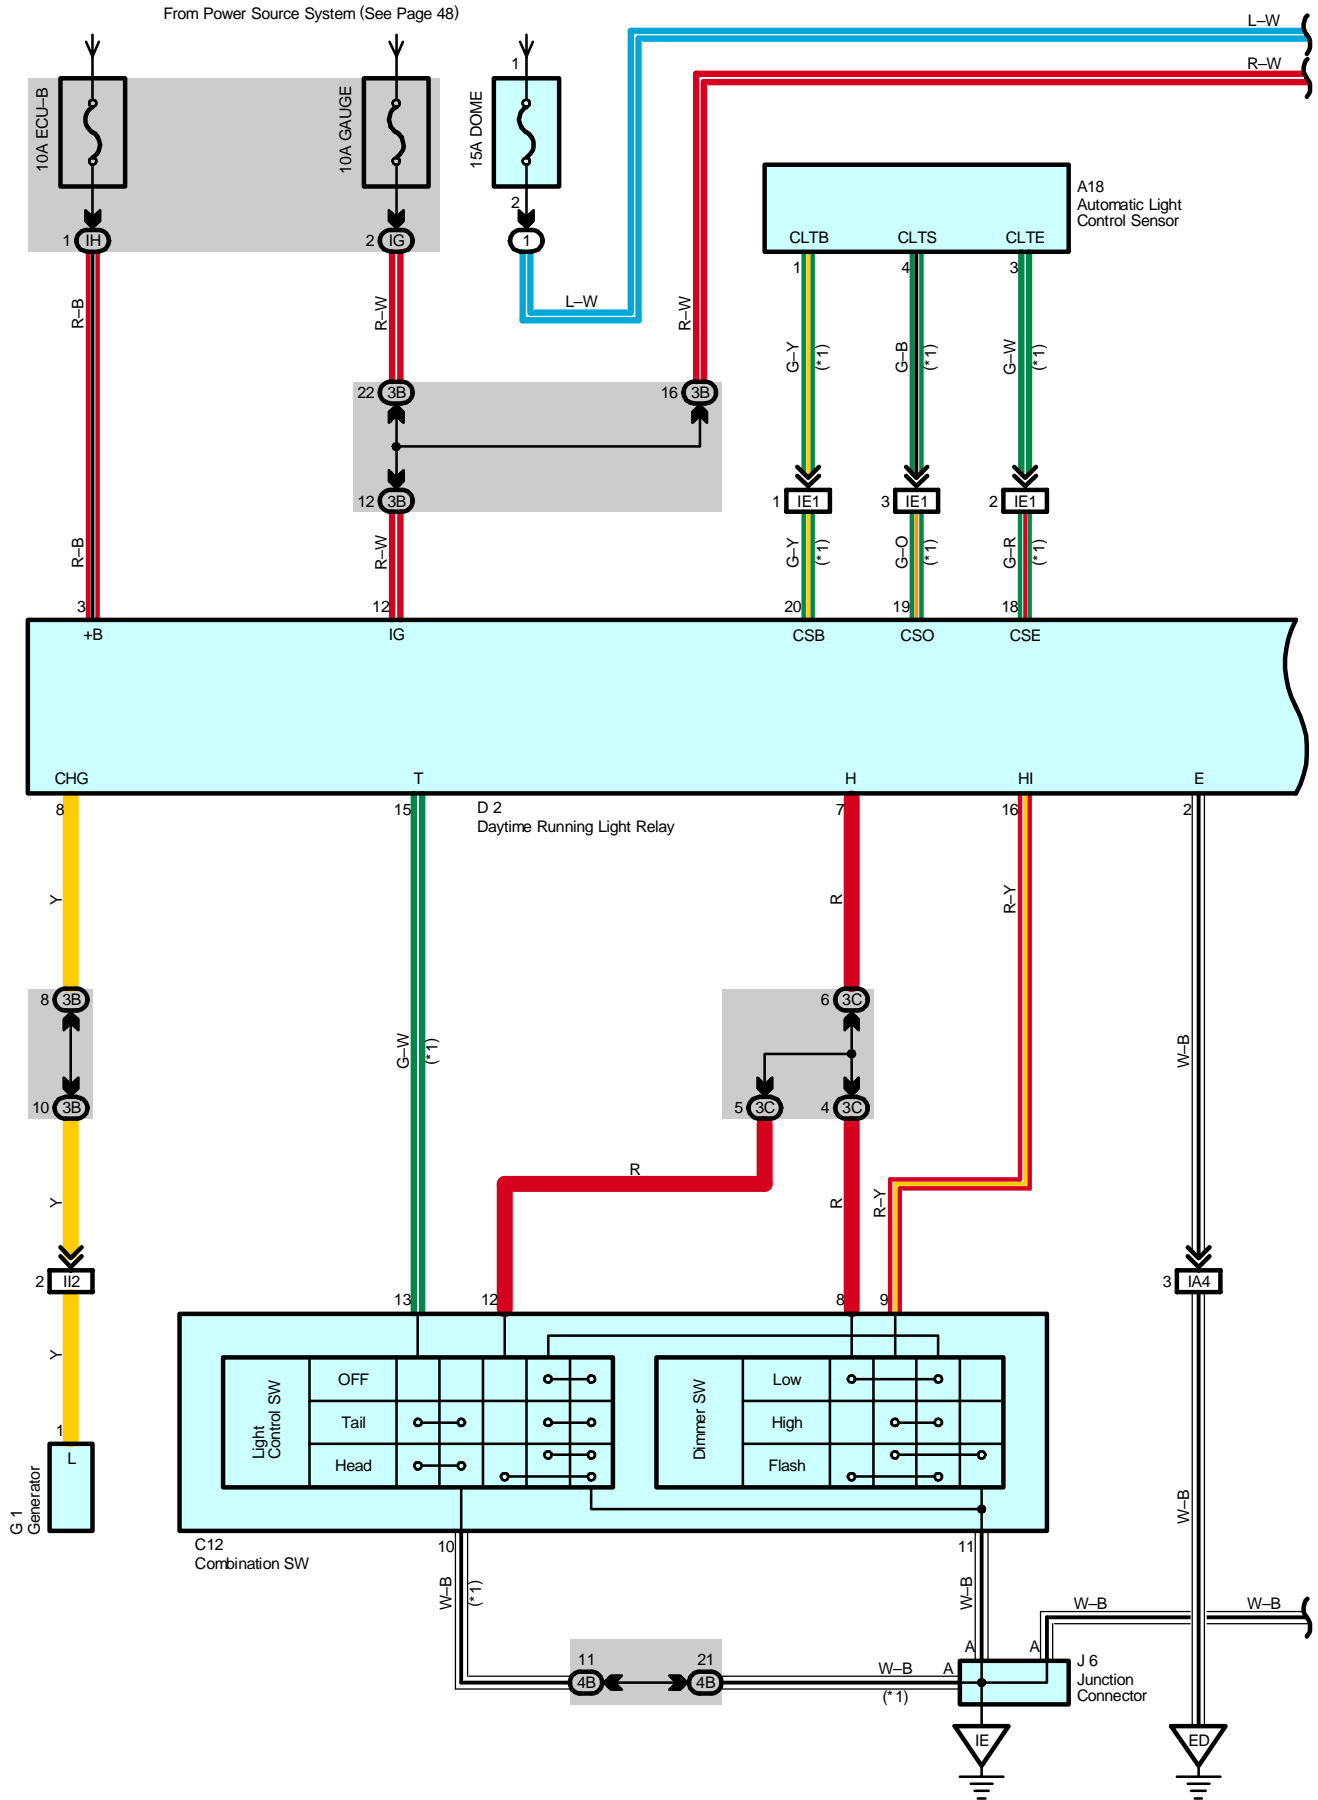 From Power Source System (See Page 48)
L–W
R–W
10A ECU–B
10A GAUGE
15A DOME
1
2
1 IH
2 IG
1
A18
Automatic Light
Control Sensor
CLTB
CLTS
CLTE
1
4
3
R–B
R–W
L–W
R–W
G–Y
(*1)
G–B
(*1)
G–W
(*1)
22 3B
16 3B
12 3B
1 IE1
3 IE1
2 IE1
R–B
R–W
G–Y
(*1)
G–O
(*1)
G–R
(*1)
3
12
20
19
18
+B
IG
CSB
CSO
CSE
CHG
T
H
HI
E
8
15
D 2
Daytime Running Light Relay
7
16
2
Y
R
R–Y
8 3B
6 3C
G–W
(*1)
W–B
10 3B
5 3C
4 3C
R
Y
R
R–Y
2 II2
3 IA4
13
12
8
9
Y
Light
Control SW
OFF
Tail
Head
Dimmer SW
Low
High
Flash
1
L
G 1
Generator
W–B
C12
Combination SW
10
11
W–B
(*1)
W–B
W–B
W–B
11
4B
21
4B
W–B
(*1)
A
A
A
J 6
Junction
Connector
IE
ED